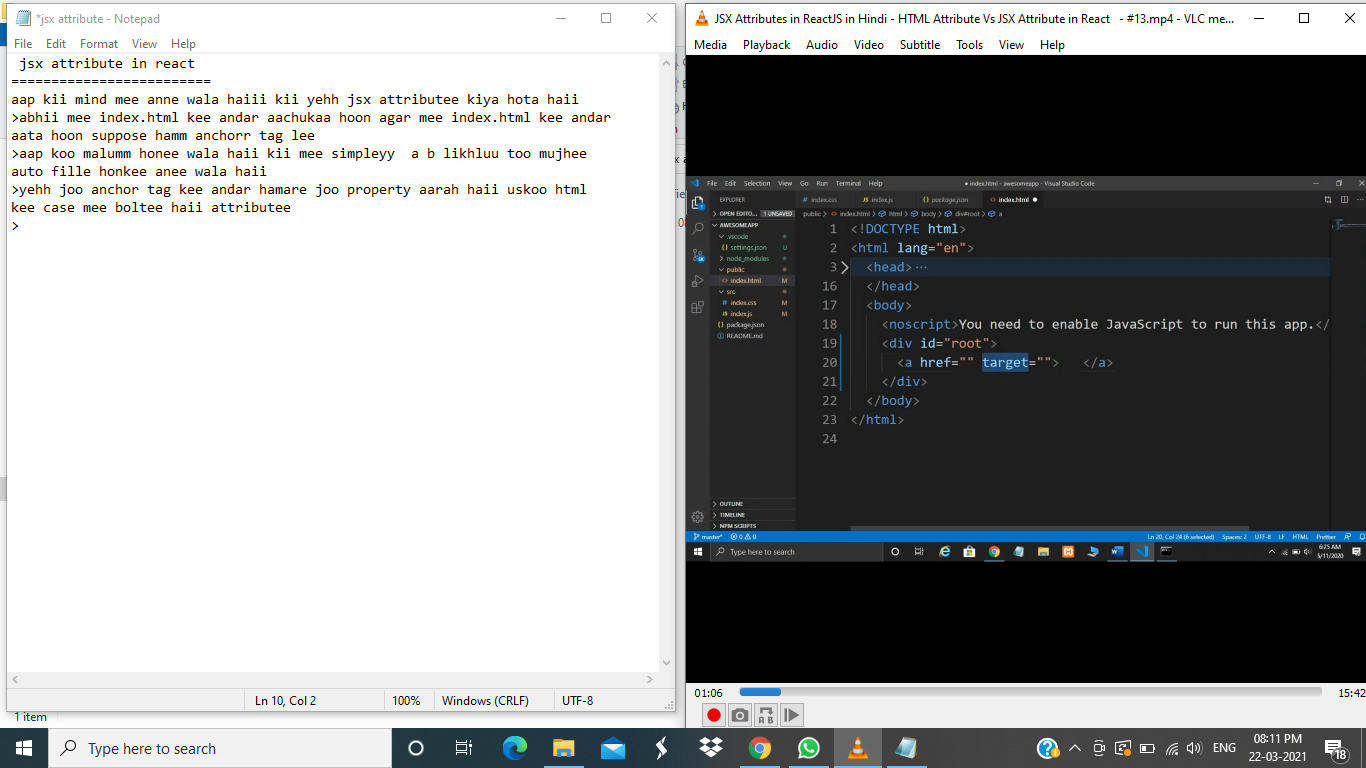 *jsx attribute - Notepad
File Edit Format View Help
jsx attribute in react
=========================
aap kii mind mee anne wala haiii kii yehh jsx attributee kiya hota haii
>abhii mee index.html kee andar aachukaa hoon agar mee index.html kee andar
aata hoon suppose hamm anchorr tag lee
>aap koo malumm honee wala haii kii mee simpleyy  a b likhluu too mujhee
auto fille honkee anee wala haii
>yehh joo anchor tag kee andar hamare joo property aarah haii uskoo html
kee case mee boltee haii attributee
>
Ln 10, Col 2 100% Windows (CRLF) UTF-8
1 item
JSX Attributes in ReactJS in Hindi - HTML Attribute Vs JSX Attribute in React - #13.mp4 - VLC me...
Media Playback Audio Video Subtitle Tools View Help
File Edit Selection View Go Run Terminal Help
● index.html - awesomeapp - Visual Studio Code
EXPLORER
OPEN EDITO... 1 UNSAVED
AWESOMEAPP
.vscode
settings.json U
node_modules
public
index.html M
src
index.css M
index.js M
package.json
README.md
OUTLINE
TIMELINE
NPM SCRIPTS
index.css index.js package.json index.html
public > index.html > html > body > div#root > a
1 <!DOCTYPE html>
2 <html lang="en">
3 <head> ...
16 </head>
17 <body>
18 <noscript>You need to enable JavaScript to run this app.</
19 <div id="root">
20 <a href="" target="">   </a>
21 </div>
22 </body>
23 </html>
24
master* 0 0 Ln 20, Col 24 (6 selected) Spaces: 2 UTF-8 LF HTML Prettier
Type here to search
6:25 AM
5/11/2020
01:06 15:42
Type here to search
ENG
08:11 PM
22-03-2021
18